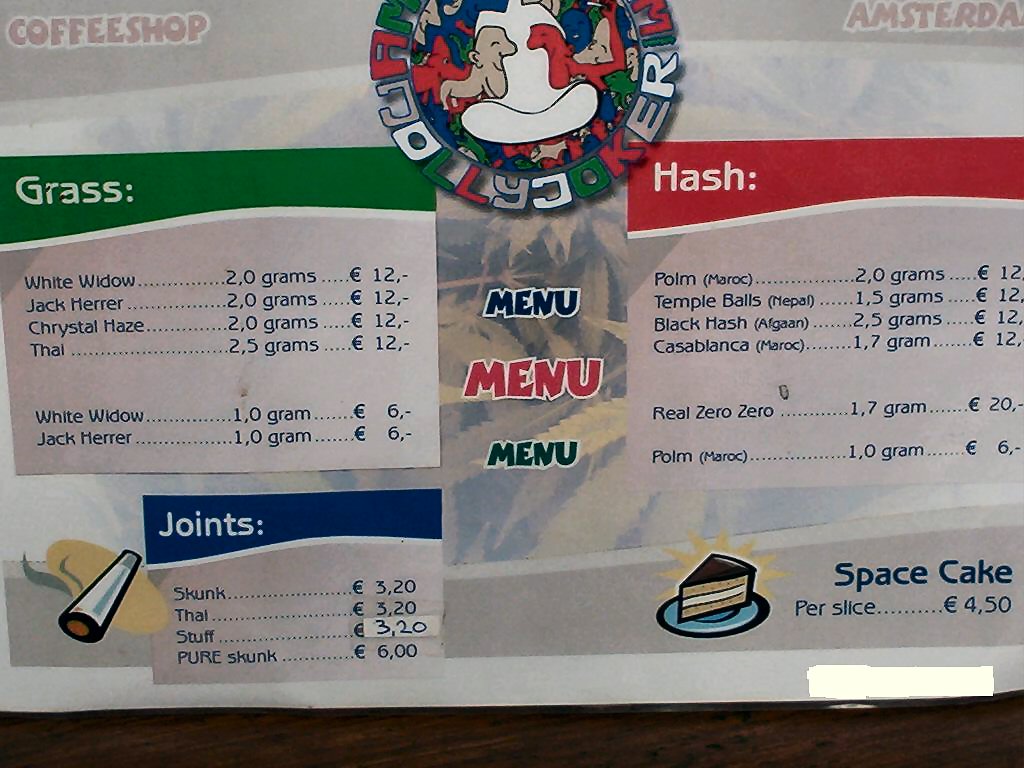 COFFEESHOP
AMSTERDA
JOLLY JOKER
Grass:
White Widow..............2,0 grams ....€ 12,-
Jack Herrer ................2,0 grams ....€ 12,-
Chrystal Haze.............2,0 grams ....€ 12,-
Thai ............................2,5 grams ....€ 12,-
White Widow..............1,0 gram ......€ 6,-
Jack Herrer ................1,0 gram ......€ 6,-
MENU
MENU
MENU
Hash:
Polm (Maroc)................2,0 grams .....€ 12,
Temple Balls (Nepal) ....1,5 grams .....€ 12,
Black Hash (Afgaan) .....2,5 grams .....€ 12,
Casablanca (Maroc).......1,7 gram .......€ 12,
Real Zero Zero ............1,7 gram .......€ 20,-
Polm (Maroc)................1,0 gram .......€ 6,-
Joints:
Skunk......................€ 3,20
Thai.........................€ 3,20
Stuff .......................€ 3,20
PURE skunk ............€ 6,00
Space Cake
Per slice..........€ 4,50